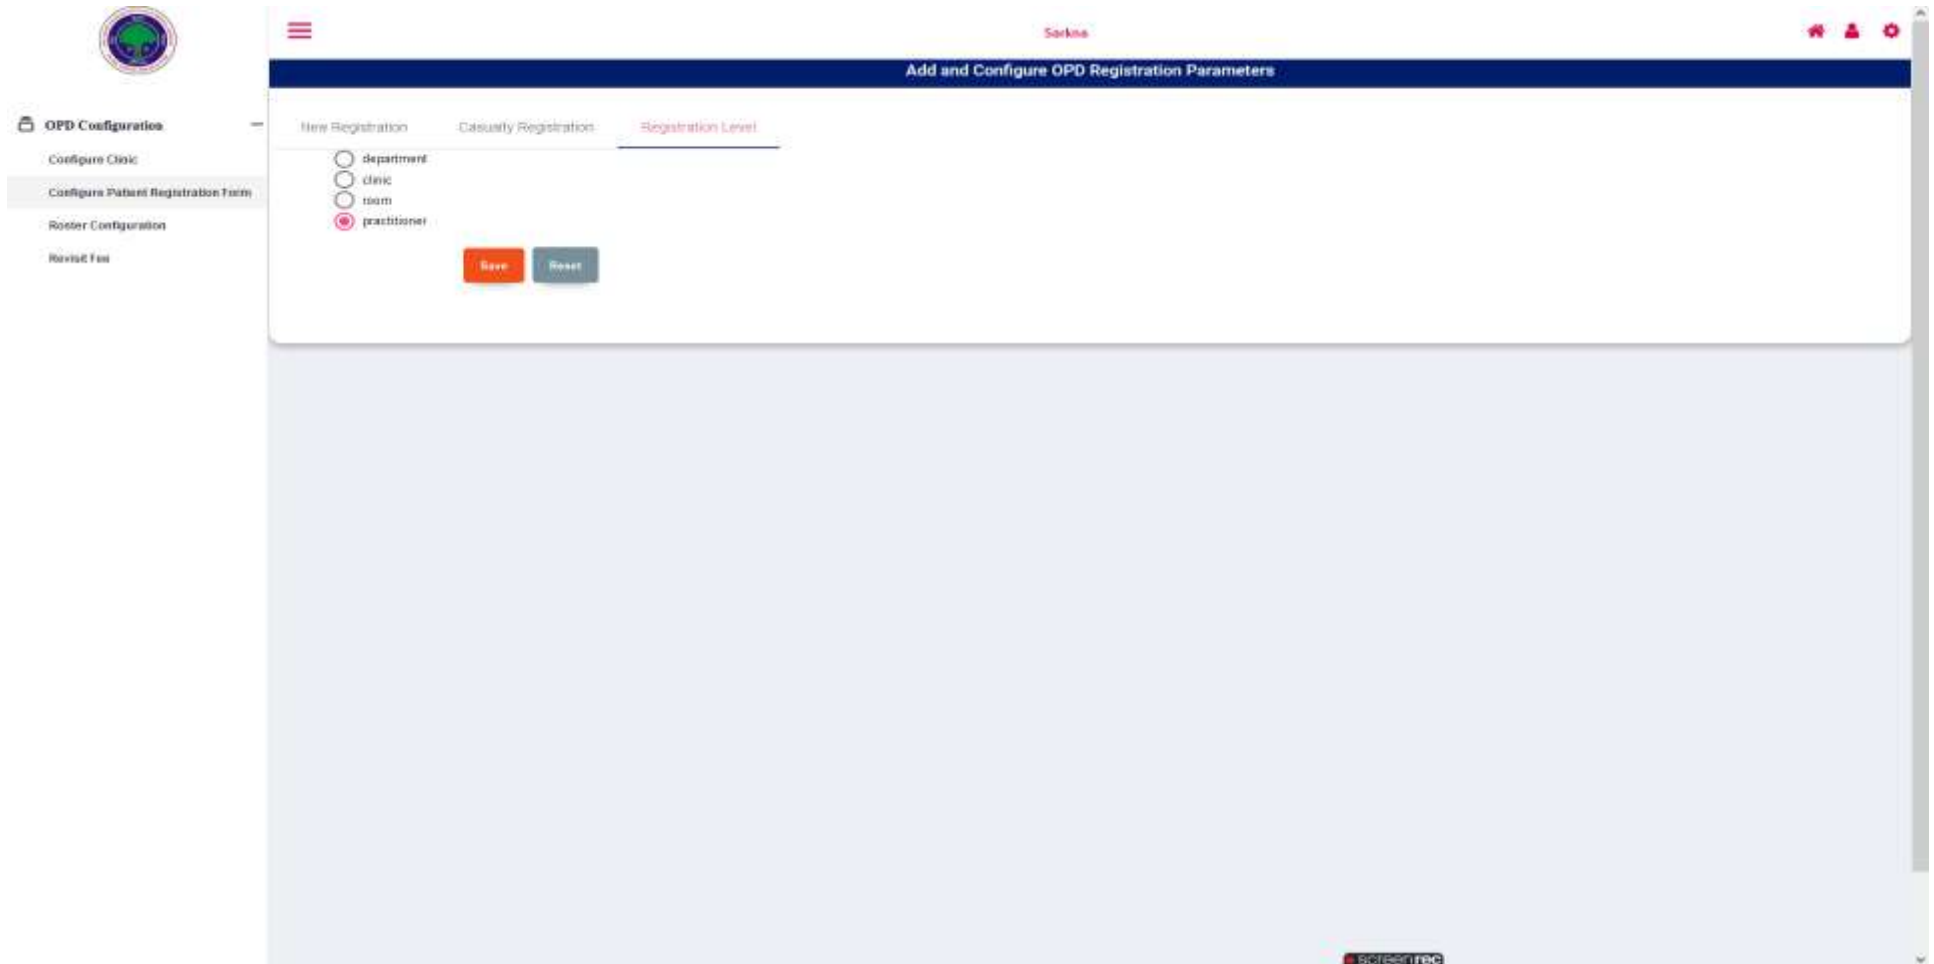 Sarkna
Add and Configure OPD Registration Parameters
OPD Configuration
Configure Clinic
Configure Patient Registration Form
Roster Configuration
Revisit Fee
New Registration
Casualty Registration
Registration Level
department
clinic
room
practitioner
Save
Reset
screenrec